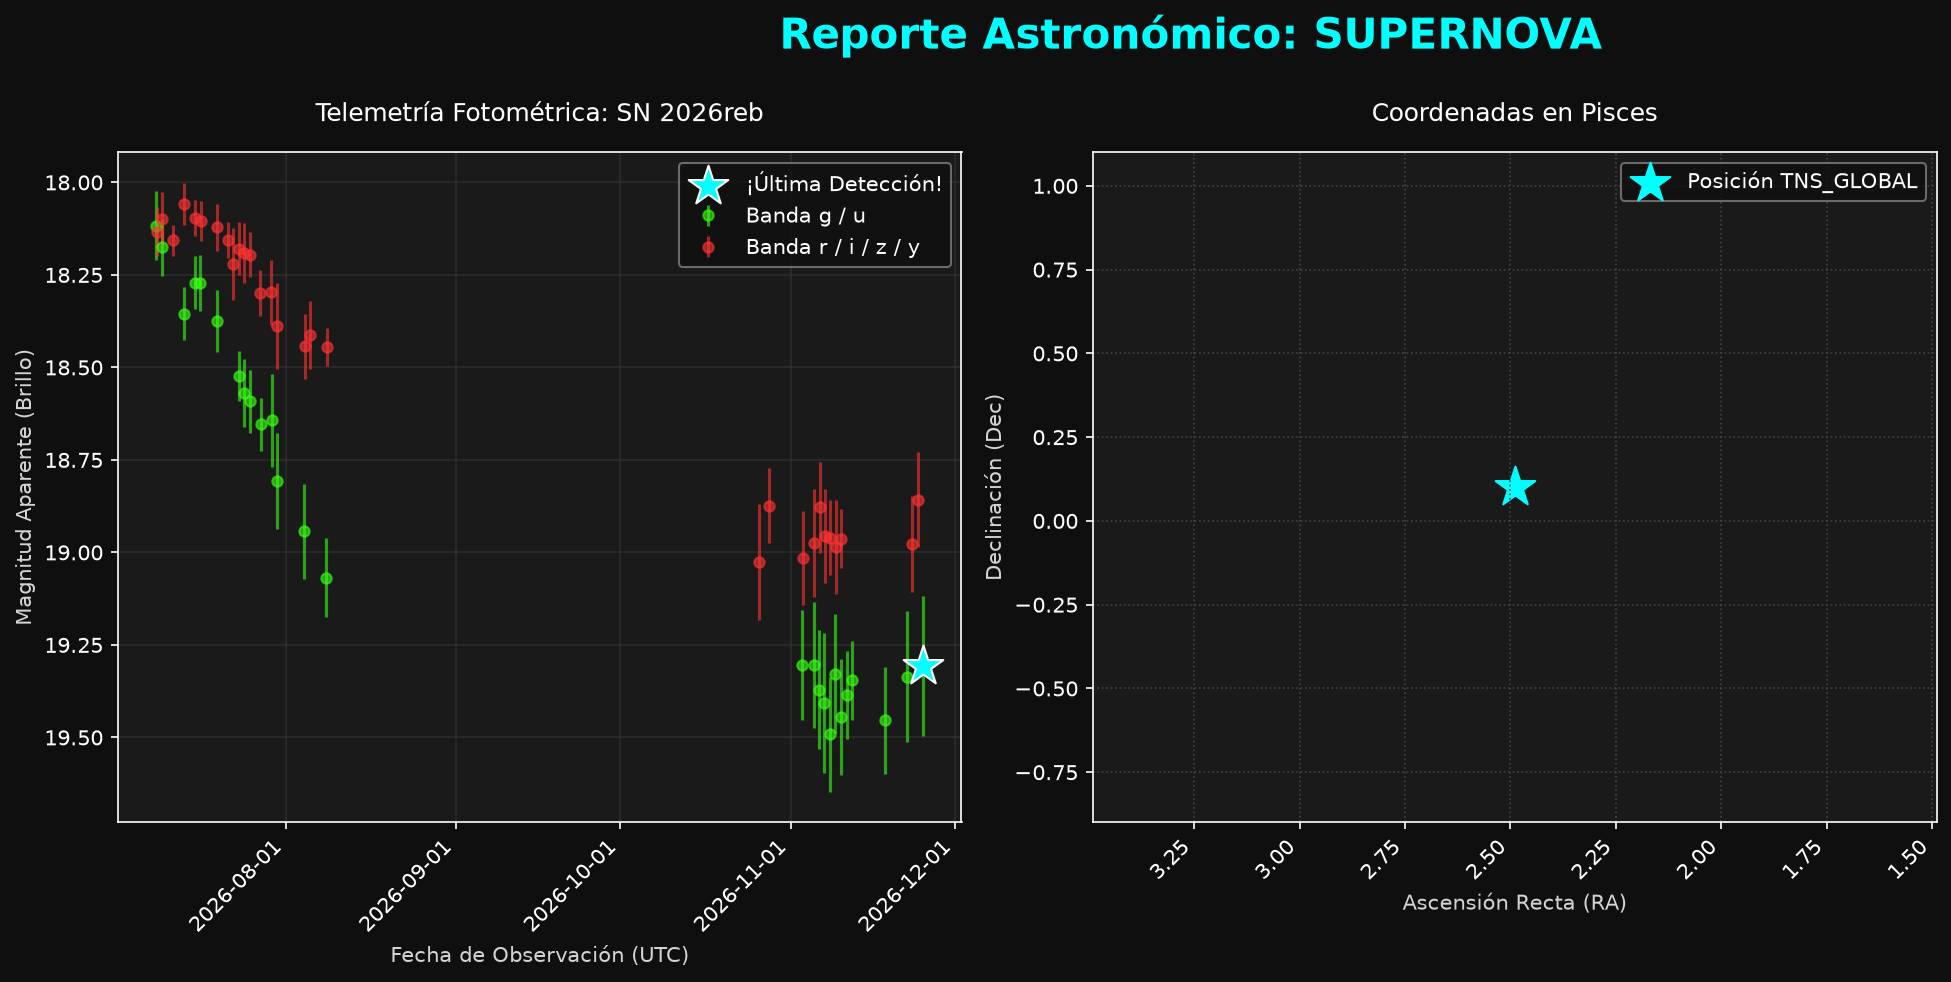 Reporte Astronómico: SUPERNOVA
Telemetría Fotométrica: SN 2026reb
¡Última Detección!
Banda g / u
Banda r / i / z / y
Magnitud Aparente (Brillo)
18.00
18.25
18.50
18.75
19.00
19.25
19.50
2026-08-01
2026-09-01
2026-10-01
2026-11-01
2026-12-01
Fecha de Observación (UTC)
Coordenadas en Pisces
Posición TNS_GLOBAL
Declinación (Dec)
1.00
0.75
0.50
0.25
0.00
−0.25
−0.50
−0.75
3.25
3.00
2.75
2.50
2.25
2.00
1.75
1.50
Ascensión Recta (RA)